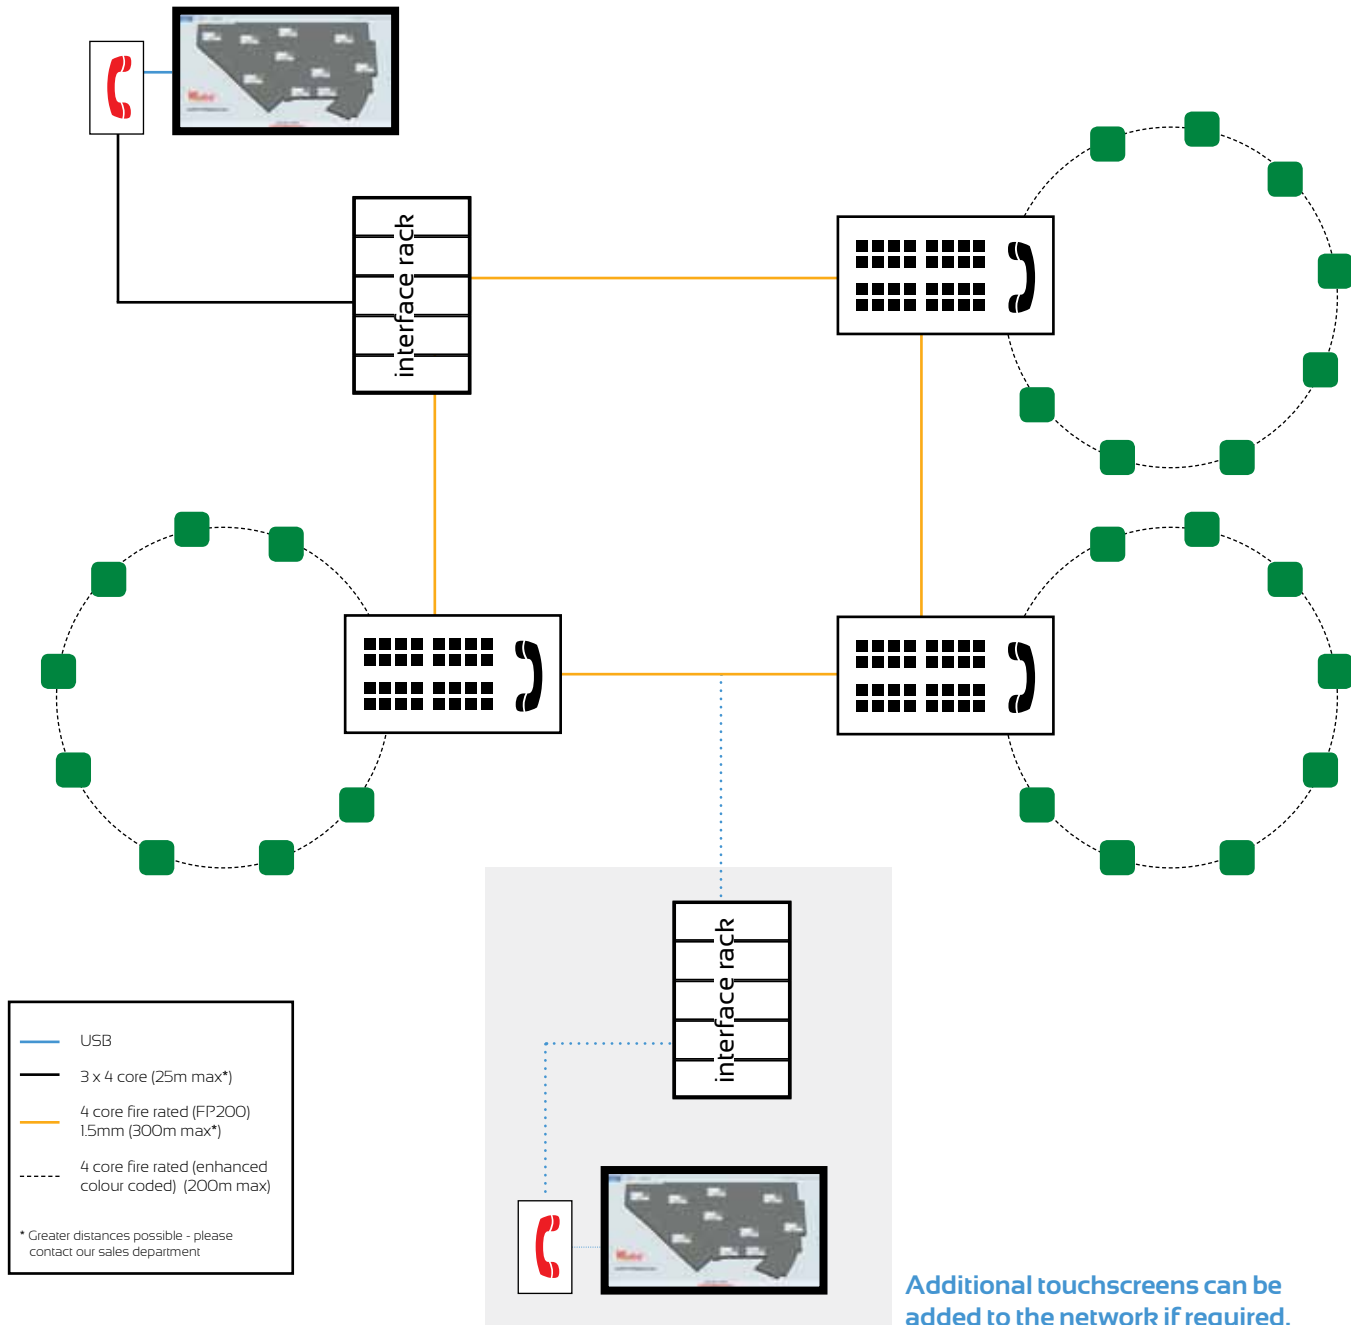 interface rack
interface rack
USB
3 x 4 core (25m max*)
4 core fire rated (FP200)
1.5mm (300m max*)
4 core fire rated (enhanced
colour coded) (200m max)
* Greater distances possible - please
contact our sales department
Additional touchscreens can be
added to the network if required.